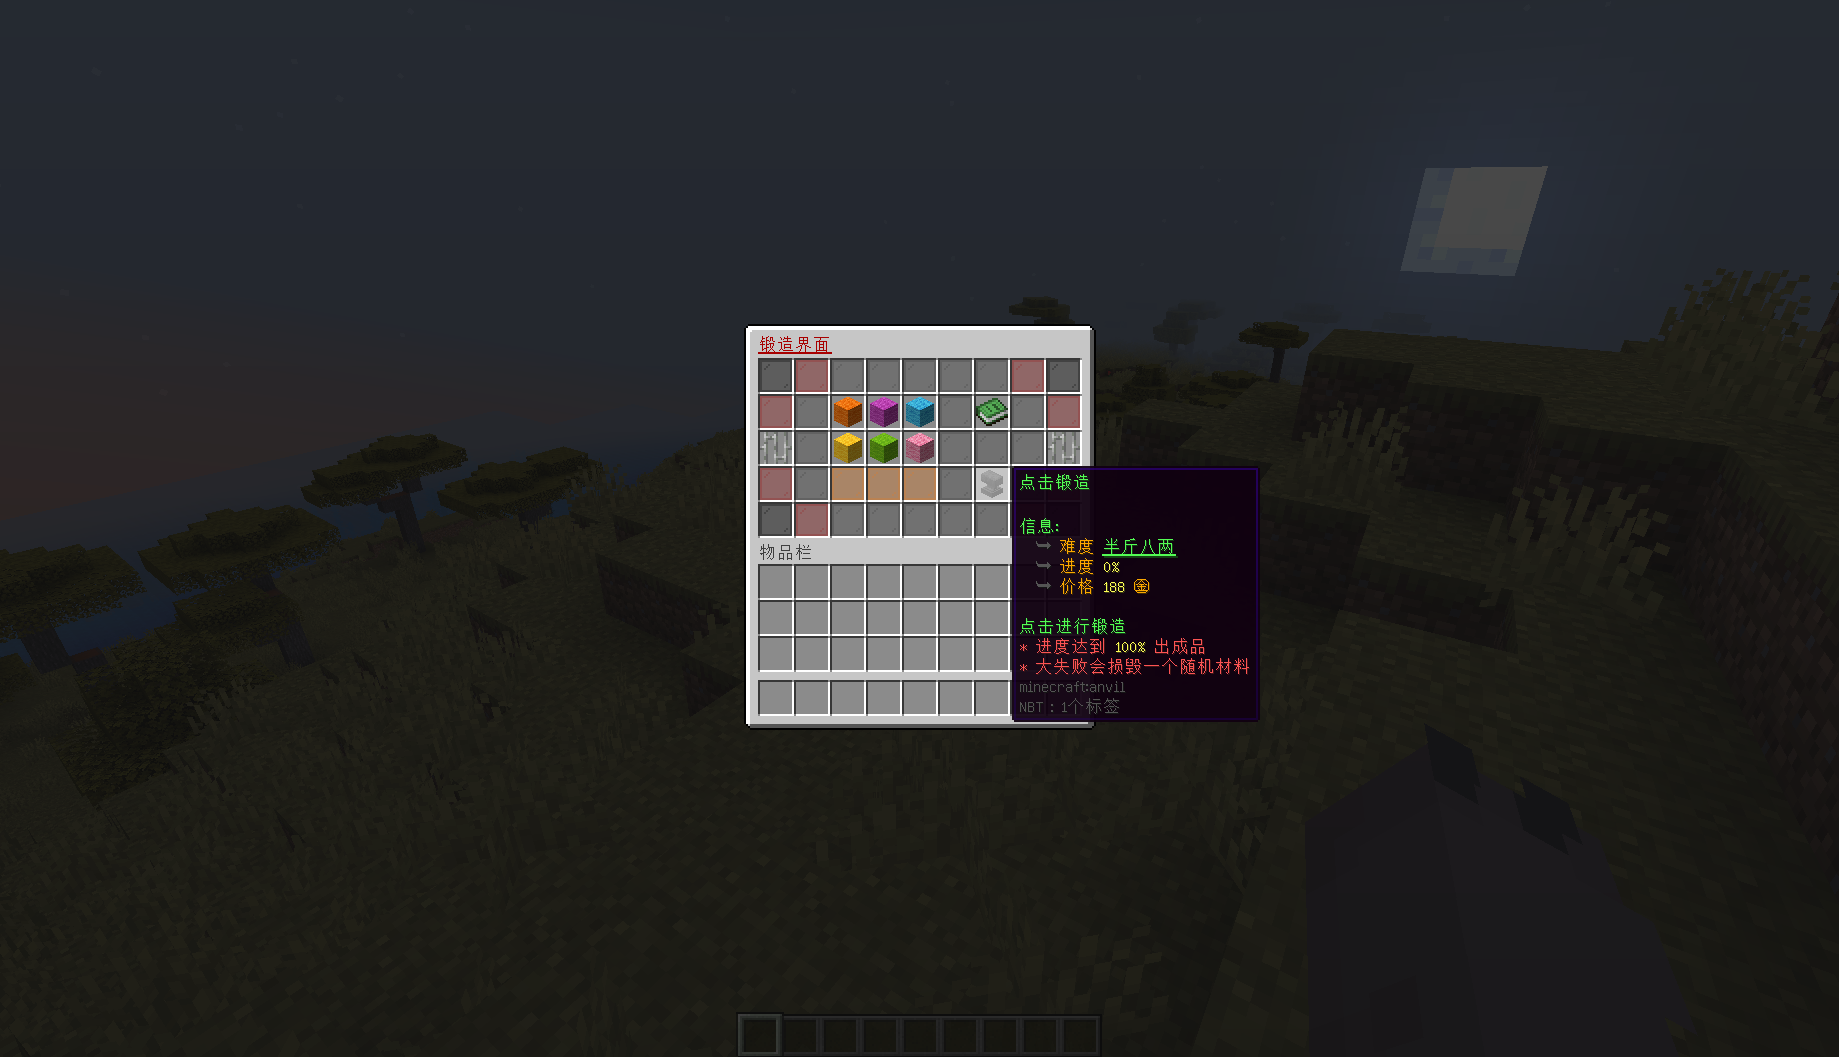 锻造界面
点击锻造
信息:
难度 半斤八两
进度 0%
价格 188 金
点击进行锻造
* 进度达到 100% 出成品
* 大失败会损毁一个随机材料
minecraft:anvil
NBT : 1个标签
物品栏